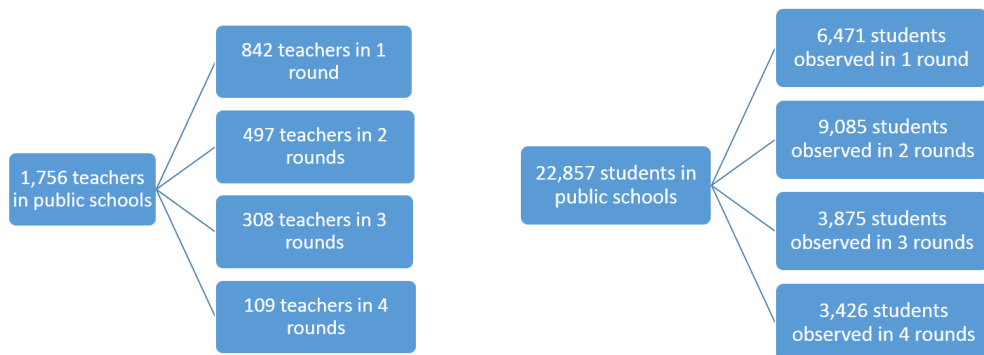 1,756 teachers
in public schools
842 teachers in 1
round
497 teachers in 2
rounds
308 teachers in 3
rounds
109 teachers in 4
rounds
22,857 students in
public schools
6,471 students
observed in 1 round
9,085 students
observed in 2 rounds
3,875 students
observed in 3 rounds
3,426 students
observed in 4 rounds